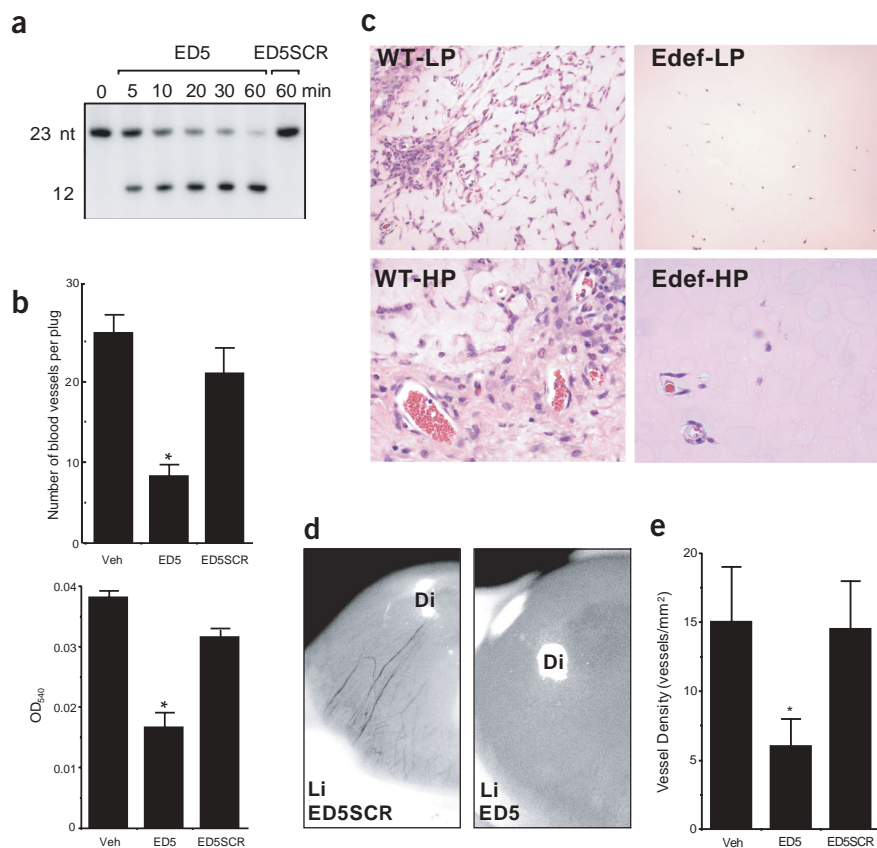 a
ED5 ED5SCR
0 5 10 20 30 60 60 min
23 nt
12
b
Number of blood vessels per plug
30
20
10
0
Veh ED5 ED5SCR
*
OD540
0.04
0.03
0.02
0.01
0
Veh ED5 ED5SCR
*
c
WT-LP
Edef-LP
WT-HP
Edef-HP
d
Di
Li
ED5SCR
Di
Li
ED5
e
Vessel Density (vessels/mm²)
20
15
10
5
0
Veh ED5 ED5SCR
*